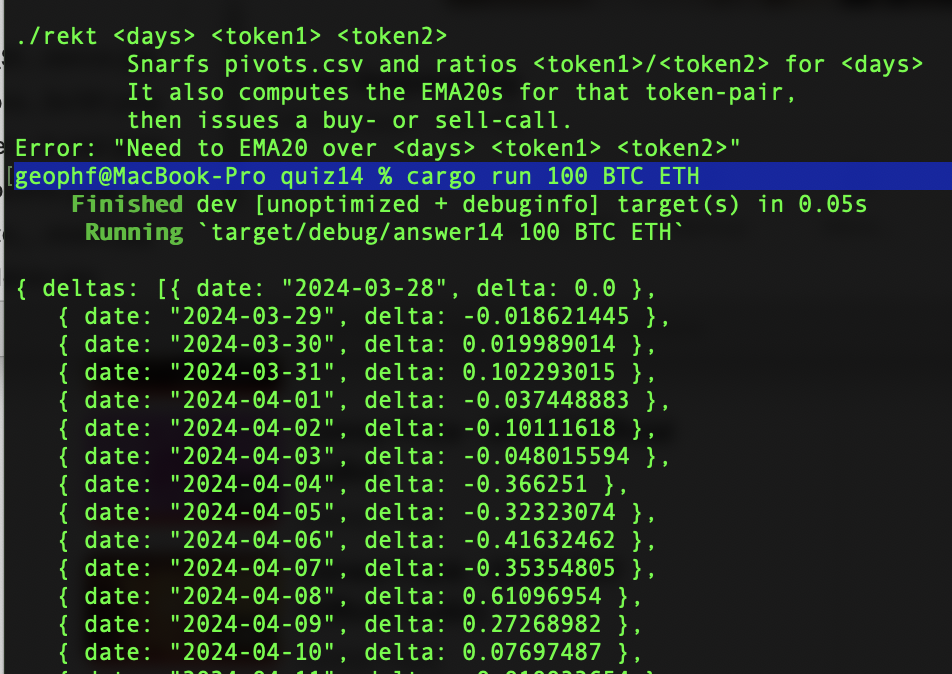 ./rekt <days> <token1> <token2>
Snarfs pivots.csv and ratios <token1>/<token2> for <days>
It also computes the EMA20s for that token-pair,
then issues a buy- or sell-call.
Error: "Need to EMA20 over <days> <token1> <token2>"
[geophf@MacBook-Pro quiz14 % cargo run 100 BTC ETH
Finished dev [unoptimized + debuginfo] target(s) in 0.05s
Running `target/debug/answer14 100 BTC ETH`
{ deltas: [{ date: "2024-03-28", delta: 0.0 },
{ date: "2024-03-29", delta: -0.018621445 },
{ date: "2024-03-30", delta: 0.019989014 },
{ date: "2024-03-31", delta: 0.102293015 },
{ date: "2024-04-01", delta: -0.037448883 },
{ date: "2024-04-02", delta: -0.10111618 },
{ date: "2024-04-03", delta: -0.048015594 },
{ date: "2024-04-04", delta: -0.366251 },
{ date: "2024-04-05", delta: -0.32323074 },
{ date: "2024-04-06", delta: -0.41632462 },
{ date: "2024-04-07", delta: -0.35354805 },
{ date: "2024-04-08", delta: 0.61096954 },
{ date: "2024-04-09", delta: 0.27268982 },
{ date: "2024-04-10", delta: 0.07697487 },